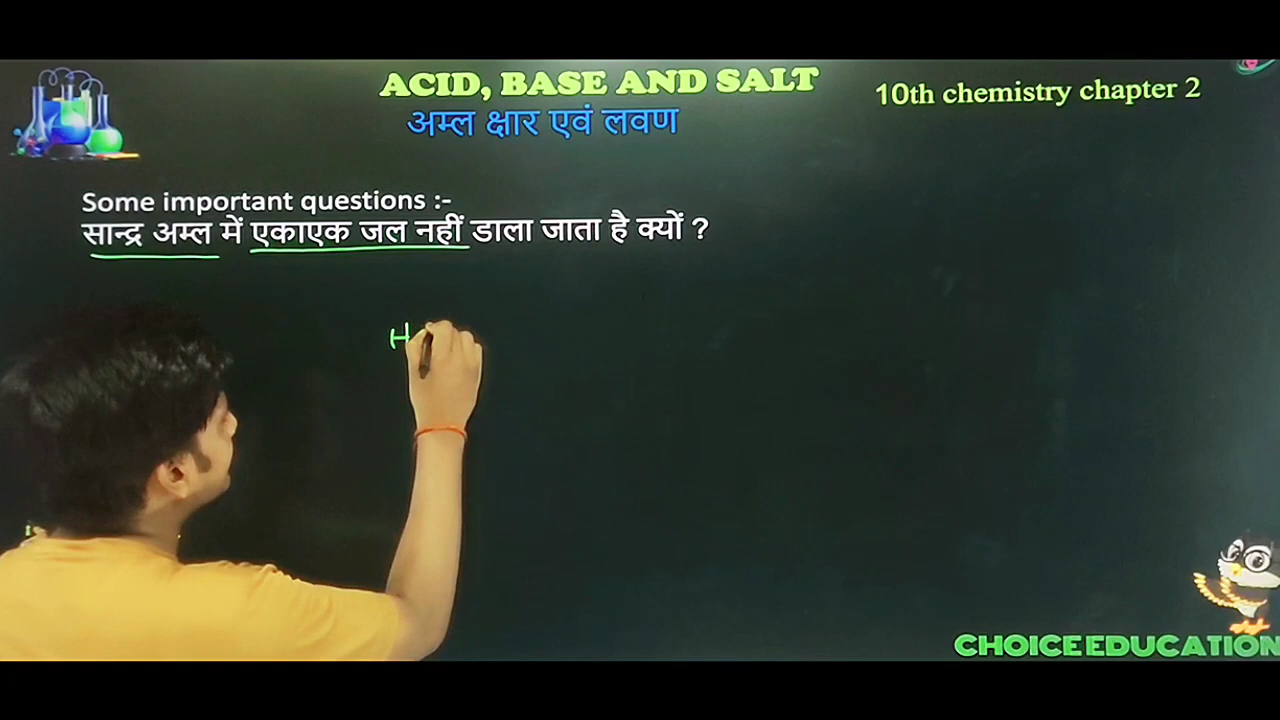 ACID, BASE AND SALT
10th chemistry chapter 2
अम्ल क्षार एवं लवण
Some important questions :-
सान्द्र अम्ल में एकाएक जल नहीं डाला जाता है क्यों ?
H
CHOICE EDUCATION